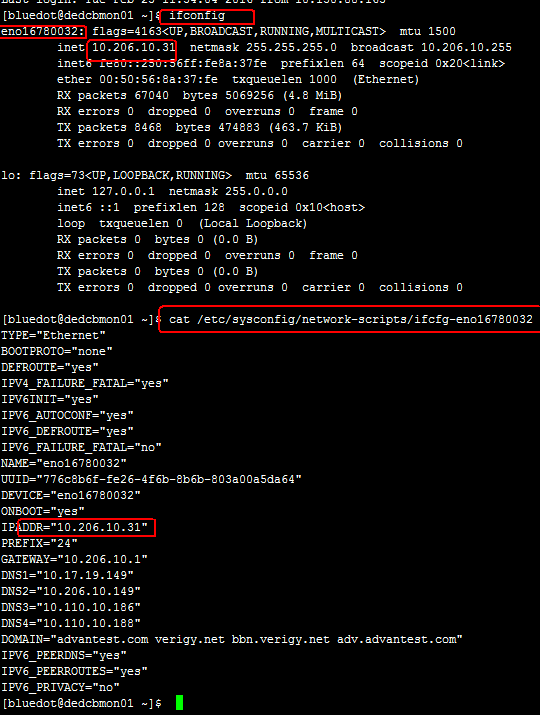 [bluedot@dedcbmon01 ~]$ ifconfig
eno16780032: flags=4163<UP,BROADCAST,RUNNING,MULTICAST>  mtu 1500
        inet 10.206.10.31  netmask 255.255.255.0  broadcast 10.206.10.255
        inet6 fe80::250:56ff:fe8a:37fe  prefixlen 64  scopeid 0x20<link>
        ether 00:50:56:8a:37:fe  txqueuelen 1000  (Ethernet)
        RX packets 67040  bytes 5069256 (4.8 MiB)
        RX errors 0  dropped 0  overruns 0  frame 0
        TX packets 8468  bytes 474883 (463.7 KiB)
        TX errors 0  dropped 0 overruns 0  carrier 0  collisions 0

lo: flags=73<UP,LOOPBACK,RUNNING>  mtu 65536
        inet 127.0.0.1  netmask 255.0.0.0
        inet6 ::1  prefixlen 128  scopeid 0x10<host>
        loop  txqueuelen 0  (Local Loopback)
        RX packets 0  bytes 0 (0.0 B)
        RX errors 0  dropped 0  overruns 0  frame 0
        TX packets 0  bytes 0 (0.0 B)
        TX errors 0  dropped 0 overruns 0  carrier 0  collisions 0

[bluedot@dedcbmon01 ~]$ cat /etc/sysconfig/network-scripts/ifcfg-eno16780032
TYPE="Ethernet"
BOOTPROTO="none"
DEFROUTE="yes"
IPV4_FAILURE_FATAL="yes"
IPV6INIT="yes"
IPV6_AUTOCONF="yes"
IPV6_DEFROUTE="yes"
IPV6_FAILURE_FATAL="no"
NAME="eno16780032"
UUID="776c8b6f-fe26-4f6b-8b6b-803a00a5da64"
DEVICE="eno16780032"
ONBOOT="yes"
IPADDR="10.206.10.31"
PREFIX="24"
GATEWAY="10.206.10.1"
DNS1="10.17.19.149"
DNS2="10.206.10.149"
DNS3="10.110.10.186"
DNS4="10.110.10.188"
DOMAIN="advantest.com verigy.net bbn.verigy.net adv.advantest.com"
IPV6_PEERDNS="yes"
IPV6_PEERROUTES="yes"
IPV6_PRIVACY="no"
[bluedot@dedcbmon01 ~]$